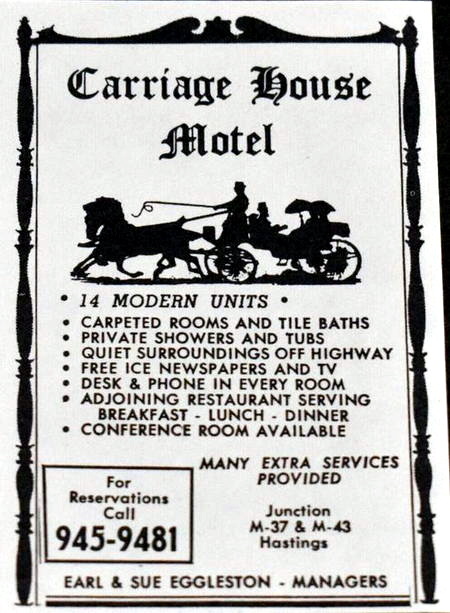 Carriage House
Motel
• 14 MODERN UNITS •
• CARPETED ROOMS AND TILE BATHS
• PRIVATE SHOWERS AND TUBS
• QUIET SURROUNDINGS OFF HIGHWAY
• FREE ICE NEWSPAPERS AND TV
• DESK & PHONE IN EVERY ROOM
• ADJOINING RESTAURANT SERVING
BREAKFAST - LUNCH - DINNER
• CONFERENCE ROOM AVAILABLE
MANY EXTRA SERVICES
PROVIDED
For
Reservations
Call
945-9481
Junction
M-37 & M-43
Hastings
EARL & SUE EGGLESTON - MANAGERS